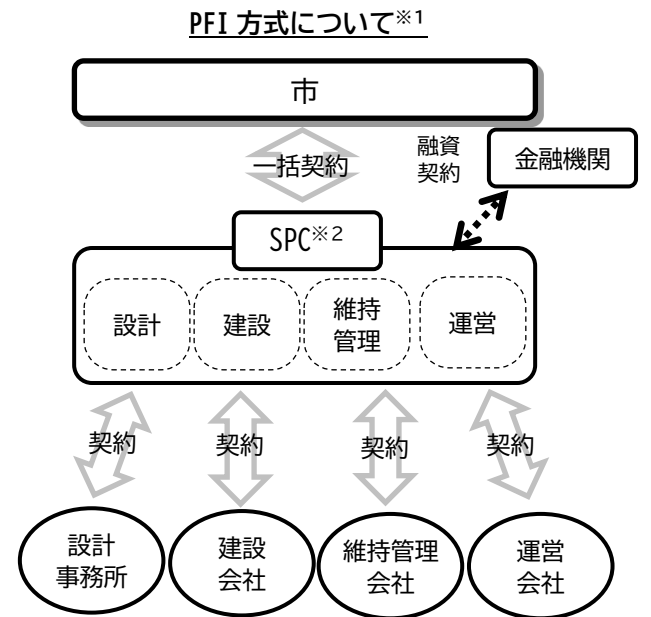 PFI 方式について※1
市
一括契約
融資
契約
金融機関
SPC※2
設計
建設
維持
管理
運営
契約
契約
契約
契約
設計
事務所
建設
会社
維持管理
会社
運営
会社